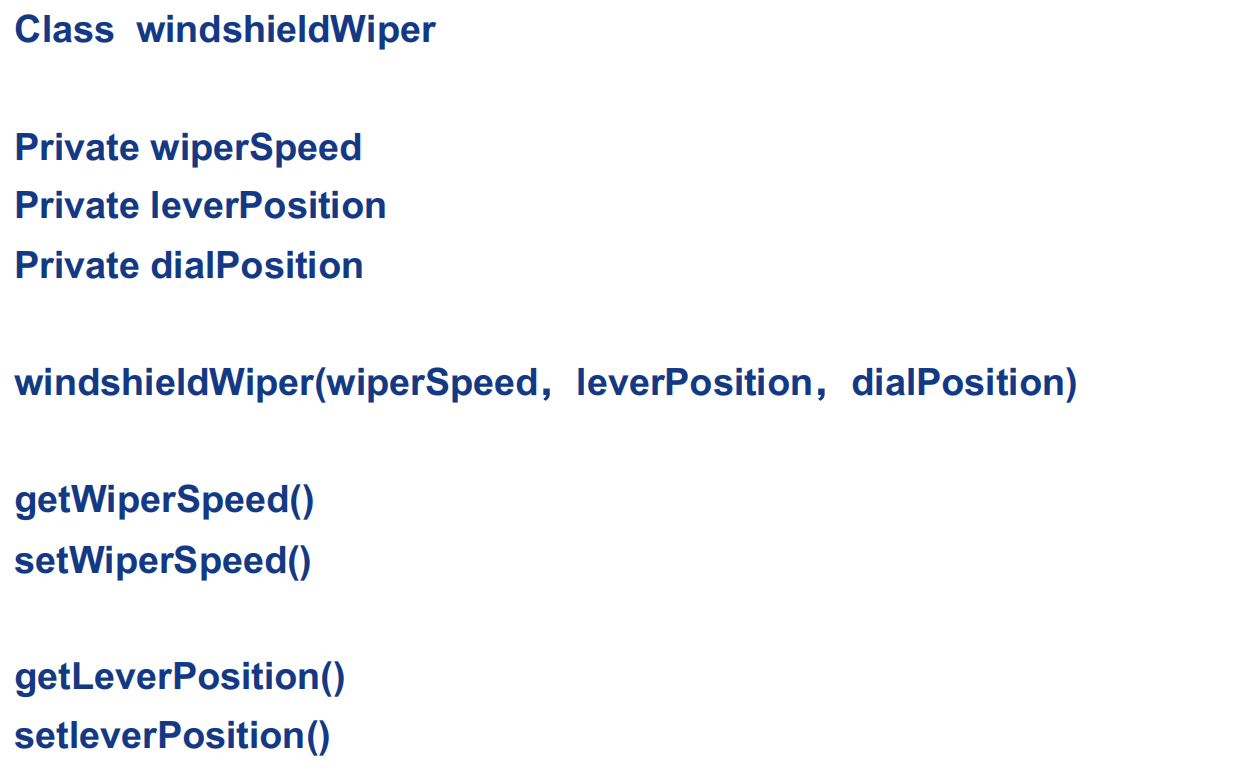 Class  windshieldWiper
Private wiperSpeed
Private leverPosition
Private dialPosition
windshieldWiper(wiperSpeed，leverPosition，dialPosition)
getWiperSpeed()
setWiperSpeed()
getLeverPosition()
setleverPosition()